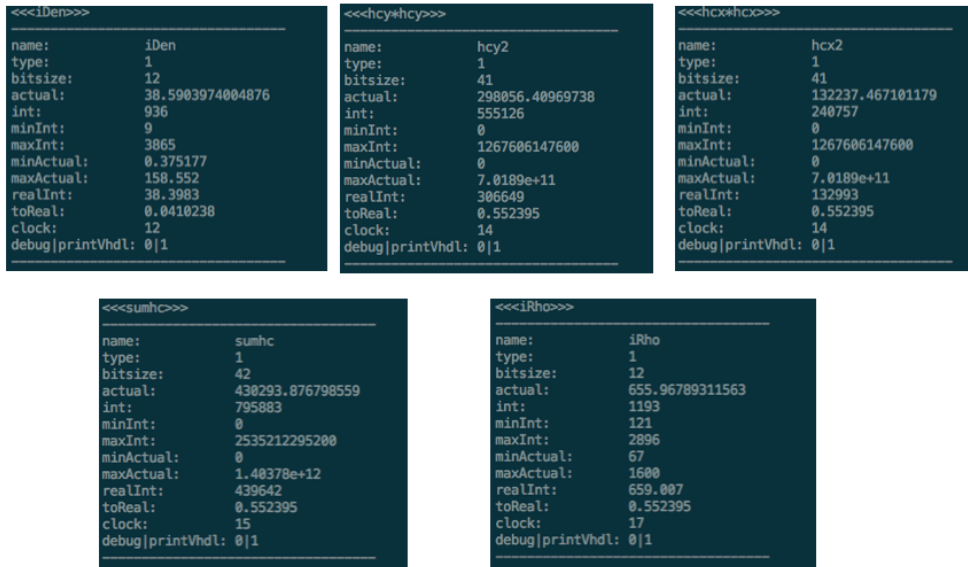 <<<iDen>>>
name: iDen
type: 1
bitsize: 12
actual: 38.5903974004876
int: 936
minInt: 9
maxInt: 3865
minActual: 0.375177
maxActual: 158.552
realInt: 38.3983
toReal: 0.0410238
clock: 12
debug|printVhdl: 0|1
<<<hcy*hcy>>>
name: hcy2
type: 1
bitsize: 41
actual: 298056.40969738
int: 555126
minInt: 0
maxInt: 1267606147600
minActual: 0
maxActual: 7.0189e+11
realInt: 306649
toReal: 0.552395
clock: 14
debug|printVhdl: 0|1
<<<hcx*hcx>>>
name: hcx2
type: 1
bitsize: 41
actual: 132237.467101179
int: 240757
minInt: 0
maxInt: 1267606147600
minActual: 0
maxActual: 7.0189e+11
realInt: 132993
toReal: 0.552395
clock: 14
debug|printVhdl: 0|1
<<<sumhc>>>
name: sumhc
type: 1
bitsize: 42
actual: 430293.876798559
int: 795883
minInt: 0
maxInt: 2535212295200
minActual: 0
maxActual: 1.40378e+12
realInt: 439642
toReal: 0.552395
clock: 15
debug|printVhdl: 0|1
<<<iRho>>>
name: iRho
type: 1
bitsize: 12
actual: 655.96789311563
int: 1193
minInt: 121
maxInt: 2896
minActual: 67
maxActual: 1600
realInt: 659.007
toReal: 0.552395
clock: 17
debug|printVhdl: 0|1